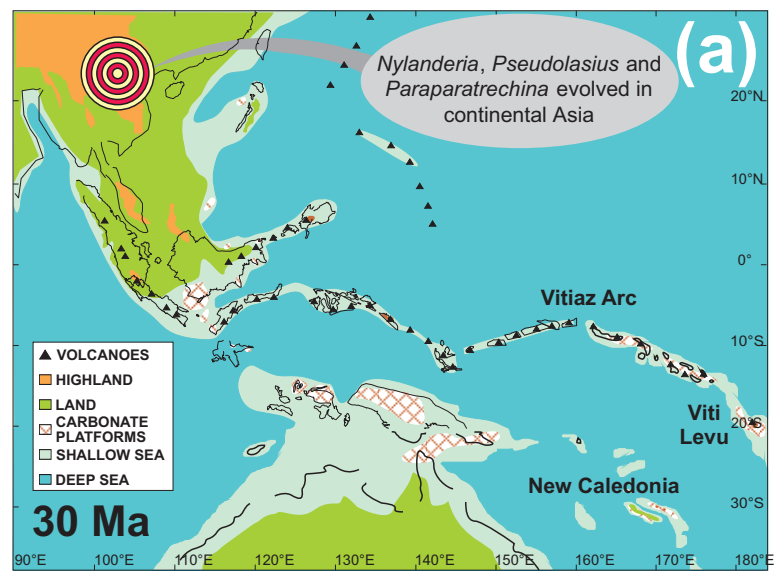 (a)
Nylanderia, Pseudolasius and
Paraparatrechina evolved in
continental Asia
20°N
10°N
0°
Vitiaz Arc
10°S
VOLCANOES
HIGHLAND
LAND
CARBONATE
PLATFORMS
SHALLOW SEA
DEEP SEA
Viti
Levu
20°S
New Caledonia
30°S
30 Ma
90°E
100°E
110°E
120°E
130°E
140°E
150°E
160°E
170°E
180°E